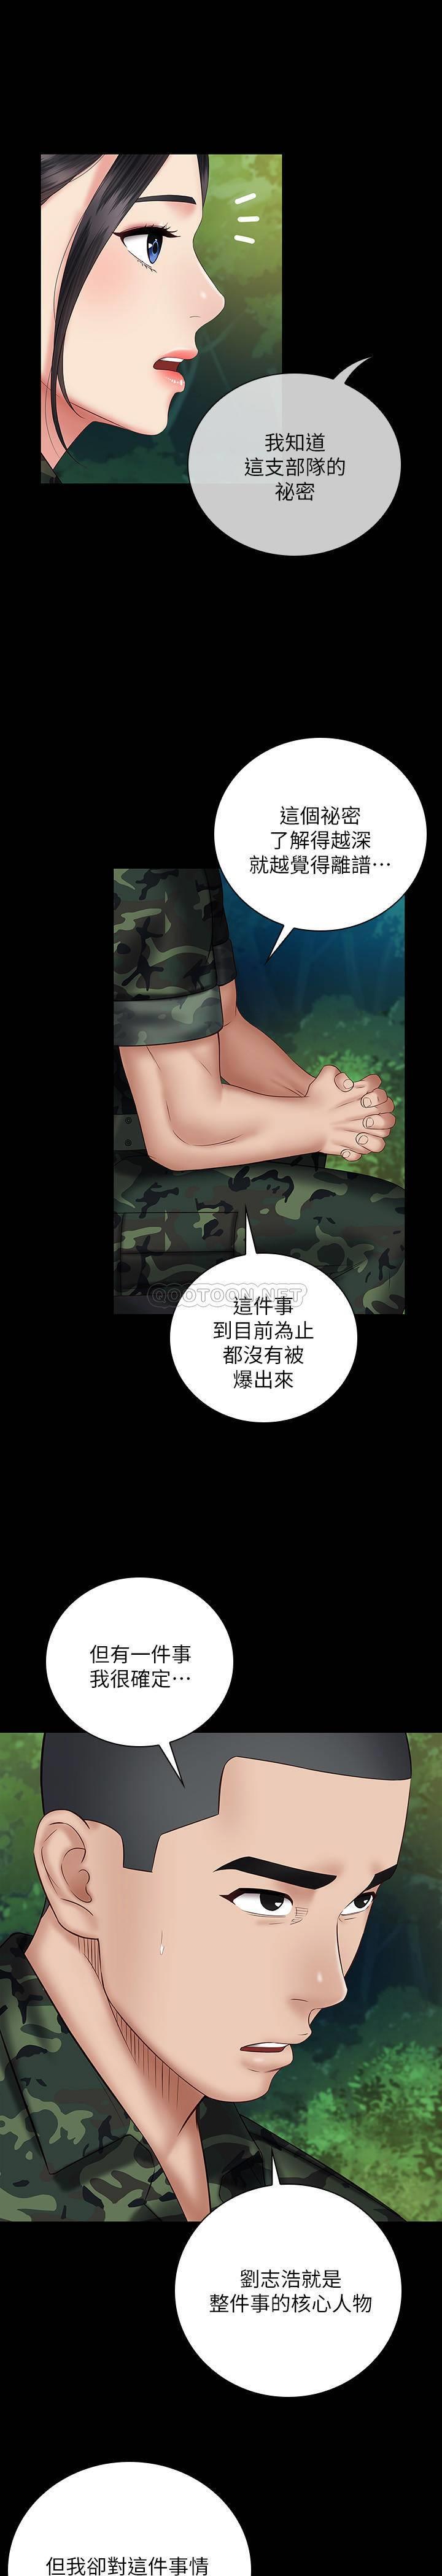 我知道
這支部隊的
祕密
這個祕密
了解得越深
就越覺得離譜⋯
QOOTOON.NET
這件事
到目前為止
都沒有被
爆出來
但有一件事
我很確定⋯
劉志浩就是
整件事的核心人物
但我卻對這件事情